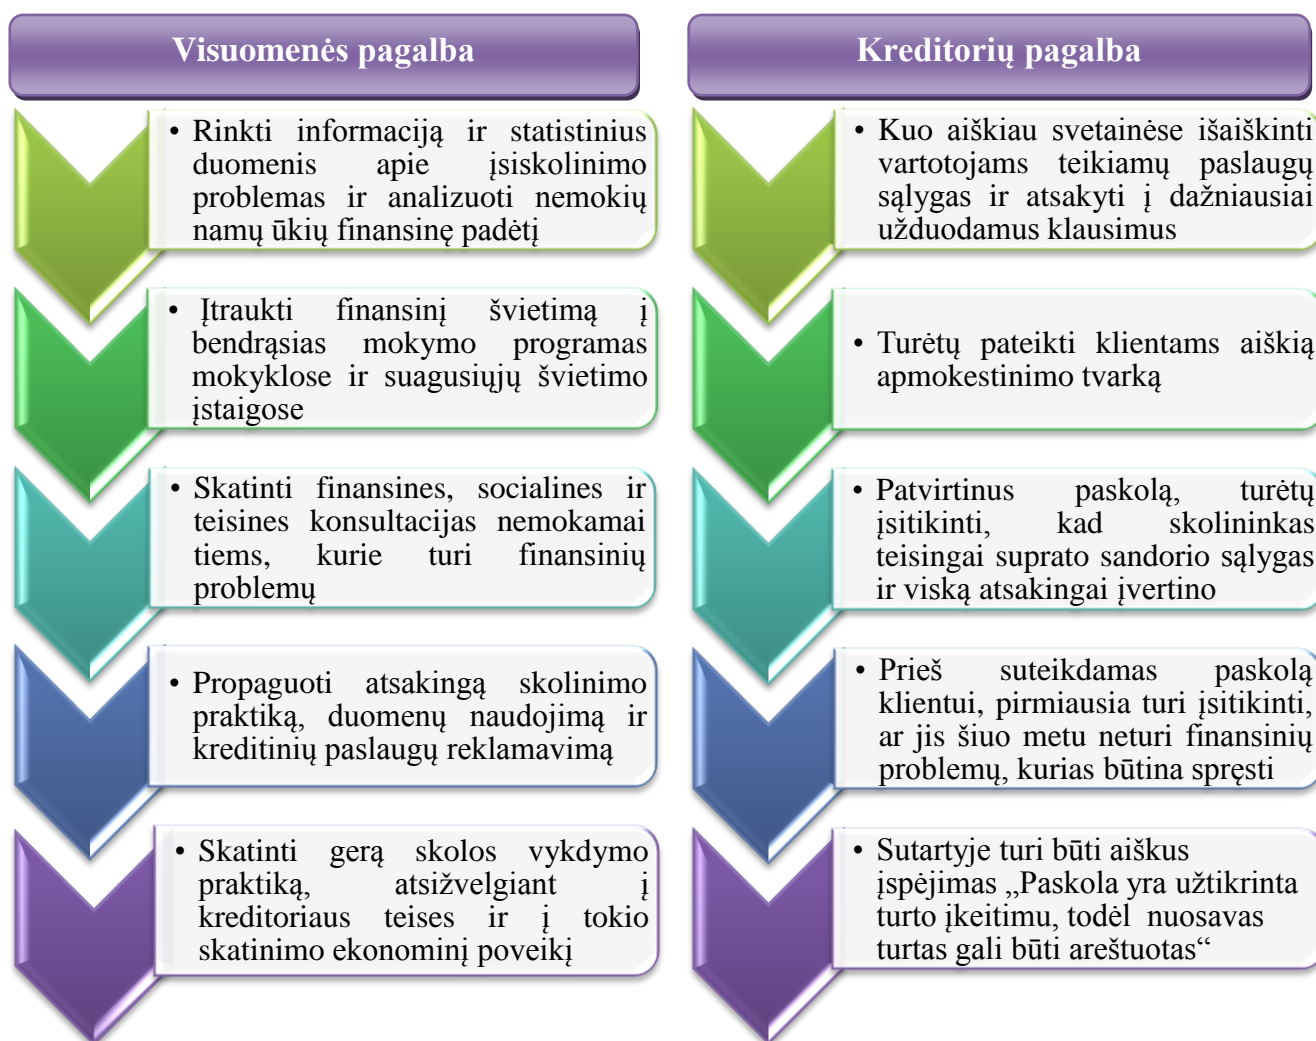 Visuomenės pagalba
• Rinkti informaciją ir statistinius
duomenis apie įsiskolinimo
problemas ir analizuoti nemokių
namų ūkių finansinę padėtį
• Įtraukti finansinį švietimą į
bendrąsias mokymo programas
mokyklose ir suagusiųjų švietimo
įstaigose
• Skatinti finansines, socialines ir
teisines konsultacijas nemokamai
tiems, kurie turi finansinių
problemų
• Propaguoti atsakingą skolinimo
praktiką, duomenų naudojimą ir
kreditinių paslaugų reklamavimą
• Skatinti gerą skolos vykdymo
praktiką, atsižvelgiant į
kreditoriaus teises ir į tokio
skatinimo ekonominį poveikį
Kreditorių pagalba
• Kuo aiškiau svetainėse išaiškinti
vartotojams teikiamų paslaugų
sąlygas ir atsakyti į dažniausiai
užduodamus klausimus
• Turėtų pateikti klientams aiškią
apmokestinimo tvarką
• Patvirtinus paskolą, turėtų
įsitikinti, kad skolininkas
teisingai suprato sandorio sąlygas
ir viską atsakingai įvertino
• Prieš suteikdamas paskolą
klientui, pirmiausia turi įsitikinti,
ar jis šiuo metu neturi finansinių
problemų, kurias būtina spręsti
• Sutartyje turi būti aiškus
įspėjimas „Paskola yra užtikrinta
turto įkeitimu, todėl nuosavas
turtas gali būti areštuotas“